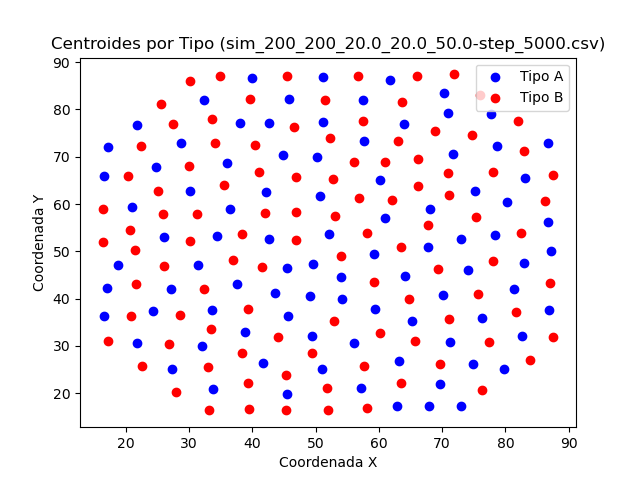 Centroides por Tipo (sim_200_200_20.0_20.0_50.0-step_5000.csv)
Tipo A
Tipo B
90
80
70
60
50
40
30
20
Coordenada Y
20 30 40 50 60 70 80 90
Coordenada X